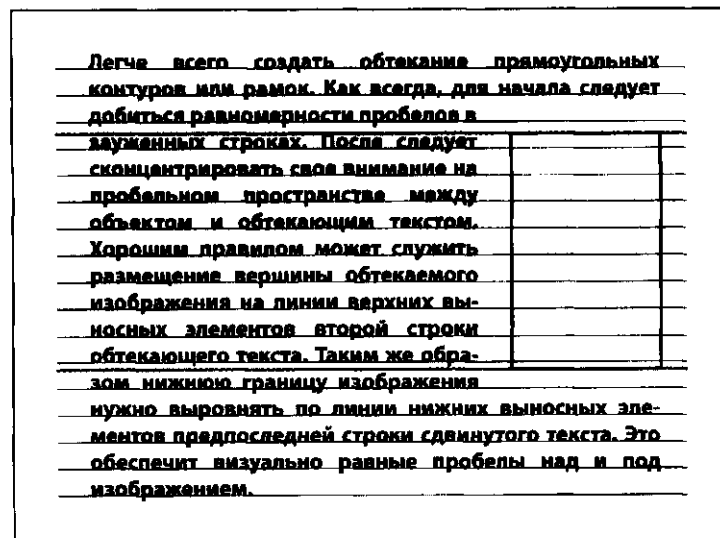 Легче всего создать обтекание прямоугольных
контуров или рамок. Как всегда, для начала следует
добиться равномерности пробелов в
зауженных строках. После следует
сконцентрировать свое внимание на
пробельном пространстве между
объектом и обтекающим текстом.
Хорошим правилом может служить
размещение вершины обтекаемого
изображения на линии верхних вы-
носных элементов второй строки
обтекающего текста. Таким же обра-
зом нижнюю границу изображения
нужно выровнять по линии нижних выносных эле-
ментов предпоследней строки сдвинутого текста. Это
обеспечит визуально равные пробелы над и под
изображением.